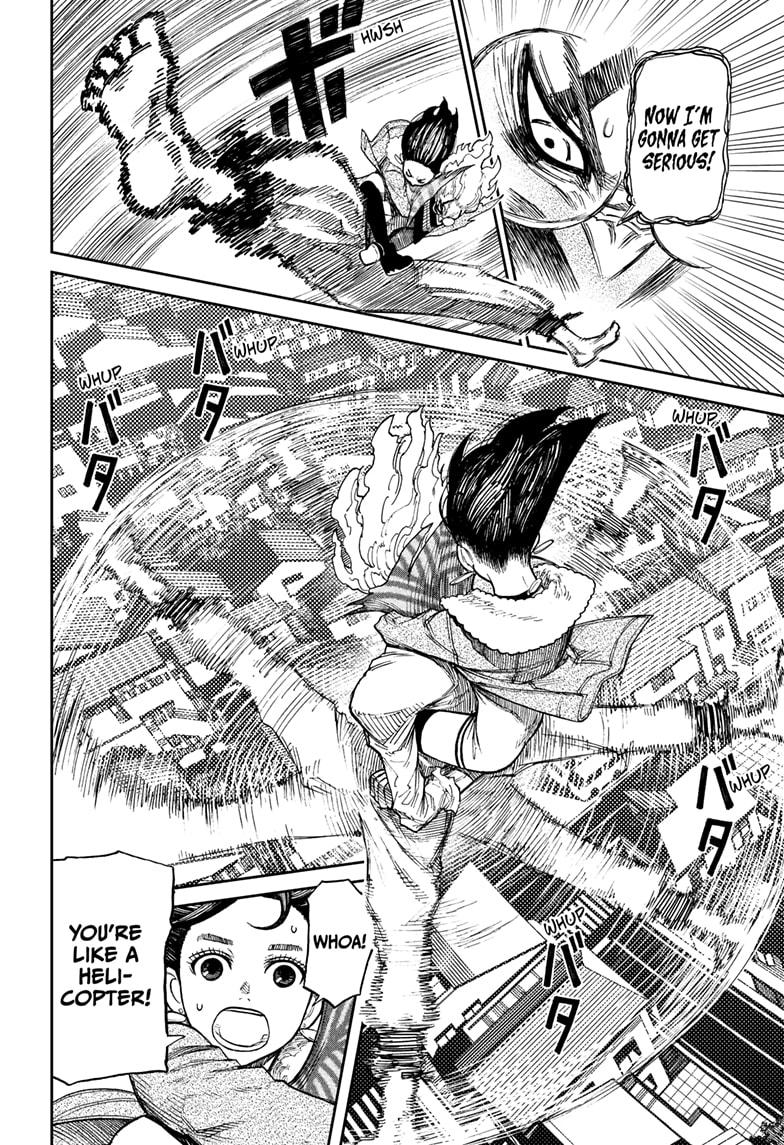 NOW I'M
GONNA GET
SERIOUS!
ボ
HWSH
バタ
WHUP
バタ
WHUP
バタ
WHUP
バタ
WHUP
バタ
WHUP
WHOA!
YOU'RE
LIKE A
HELI-
COPTER!